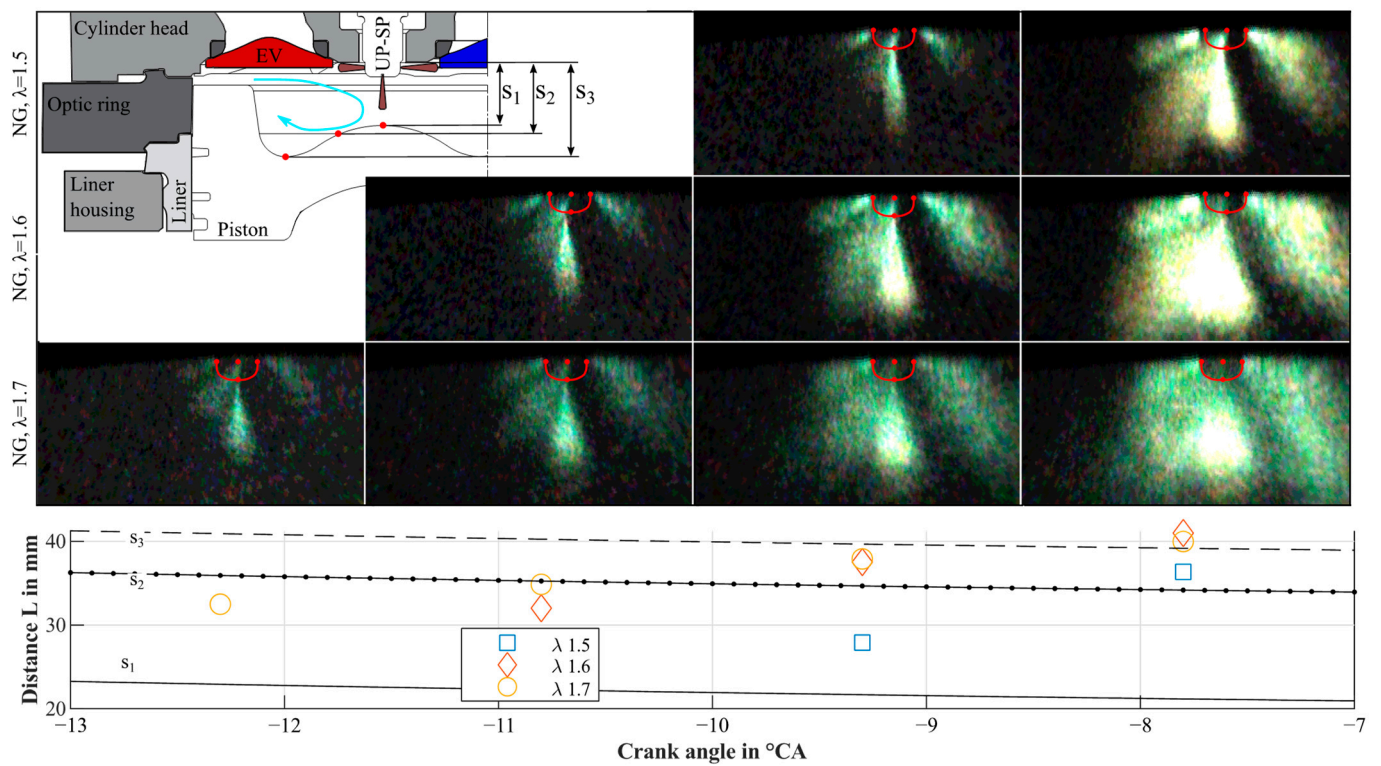 NG, λ=1.5
NG, λ=1.6
NG, λ=1.7
Cylinder head
EV
UP-SP
Optic ring
s1
s2
s3
Liner
housing
Liner
Piston
Distance L in mm
40
30
20
s3
s2
s1
λ 1.5
λ 1.6
λ 1.7
−13
−12
−11
−10
−9
−8
−7
Crank angle in °CA